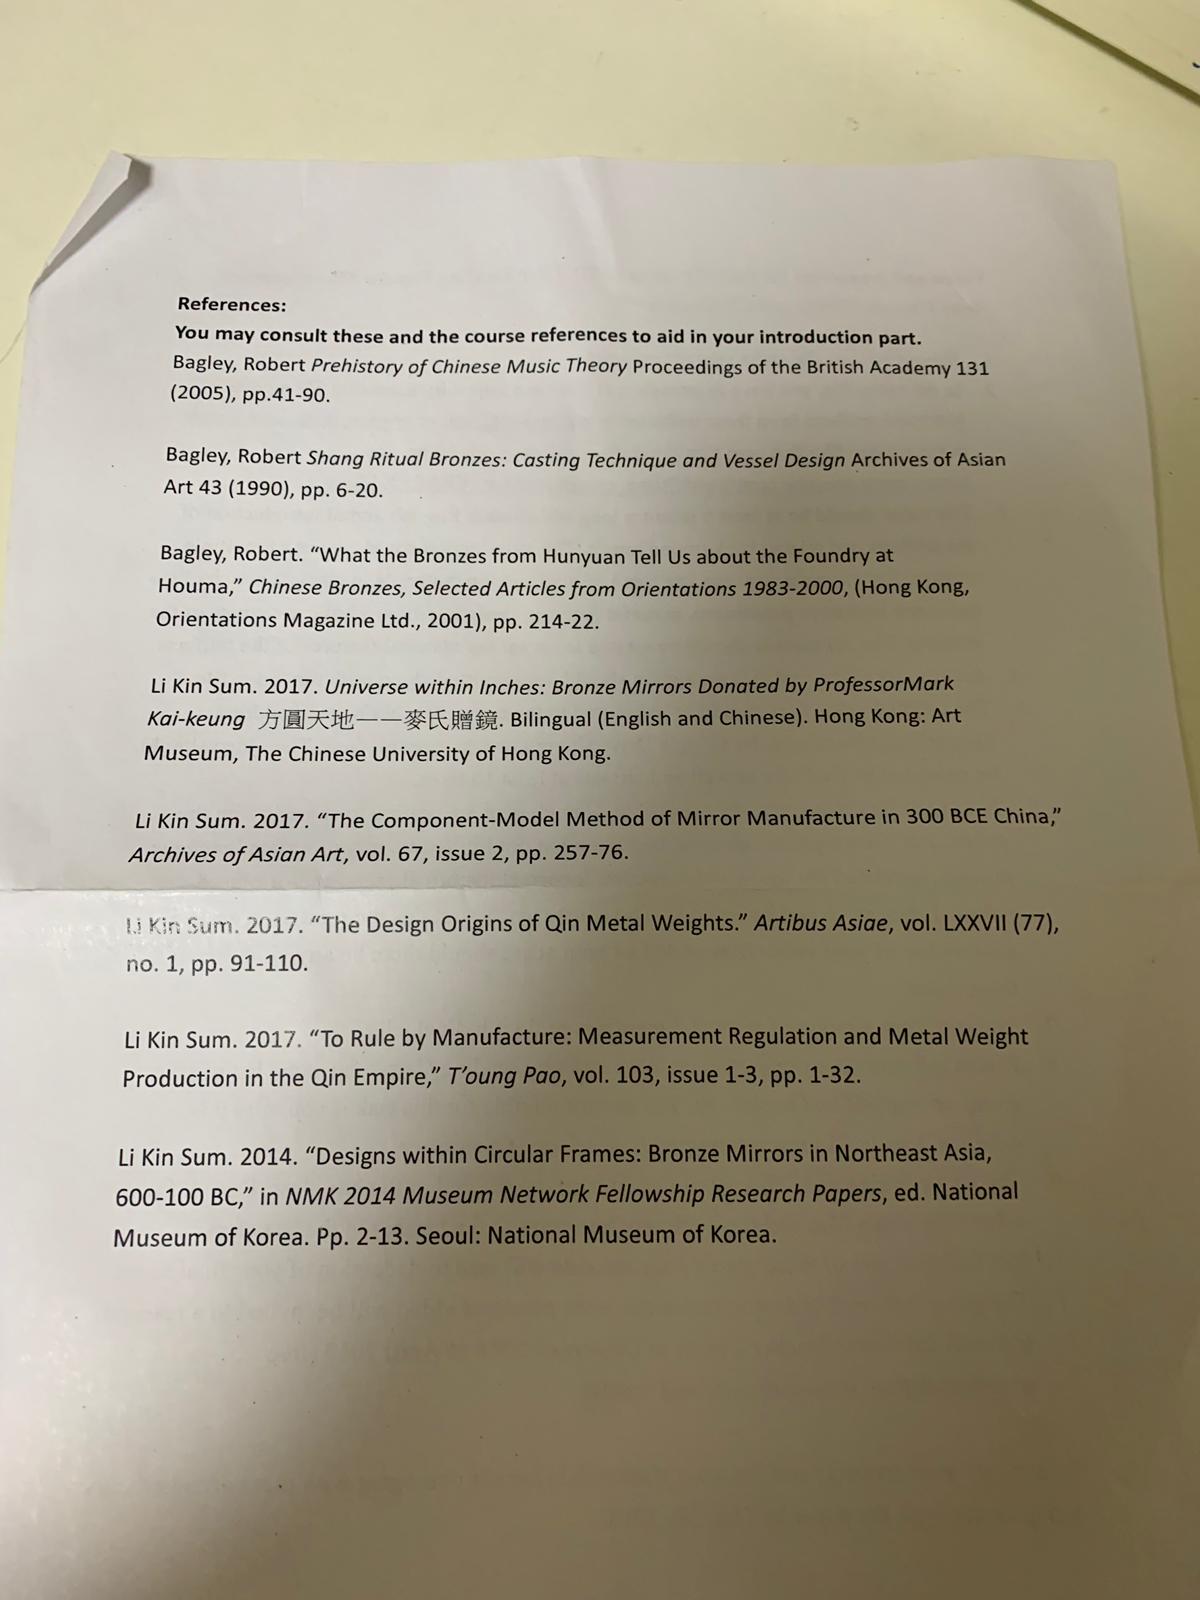 References:
You may consult these and the course references to aid in your introduction part.
Bagley, Robert Prehistory of Chinese Music Theory Proceedings of the British Academy 131
(2005), pp.41-90.
Bagley, Robert Shang Ritual Bronzes: Casting Technique and Vessel Design Archives of Asian
Art 43 (1990), pp. 6-20.
Bagley, Robert. “What the Bronzes from Hunyuan Tell Us about the Foundry at
Houma,” Chinese Bronzes, Selected Articles from Orientations 1983-2000, (Hong Kong,
Orientations Magazine Ltd., 2001), pp. 214-22.
Li Kin Sum. 2017. Universe within Inches: Bronze Mirrors Donated by ProfessorMark
Kai-keung 方圓天地——麥氏贈鏡. Bilingual (English and Chinese). Hong Kong: Art
Museum, The Chinese University of Hong Kong.
Li Kin Sum. 2017. “The Component-Model Method of Mirror Manufacture in 300 BCE China,”
Archives of Asian Art, vol. 67, issue 2, pp. 257-76.
Li Kin Sum. 2017. “The Design Origins of Qin Metal Weights.” Artibus Asiae, vol. LXXVII (77),
no. 1, pp. 91-110.
Li Kin Sum. 2017. “To Rule by Manufacture: Measurement Regulation and Metal Weight
Production in the Qin Empire,” T’oung Pao, vol. 103, issue 1-3, pp. 1-32.
Li Kin Sum. 2014. “Designs within Circular Frames: Bronze Mirrors in Northeast Asia,
600-100 BC,” in NMK 2014 Museum Network Fellowship Research Papers, ed. National
Museum of Korea. Pp. 2-13. Seoul: National Museum of Korea.